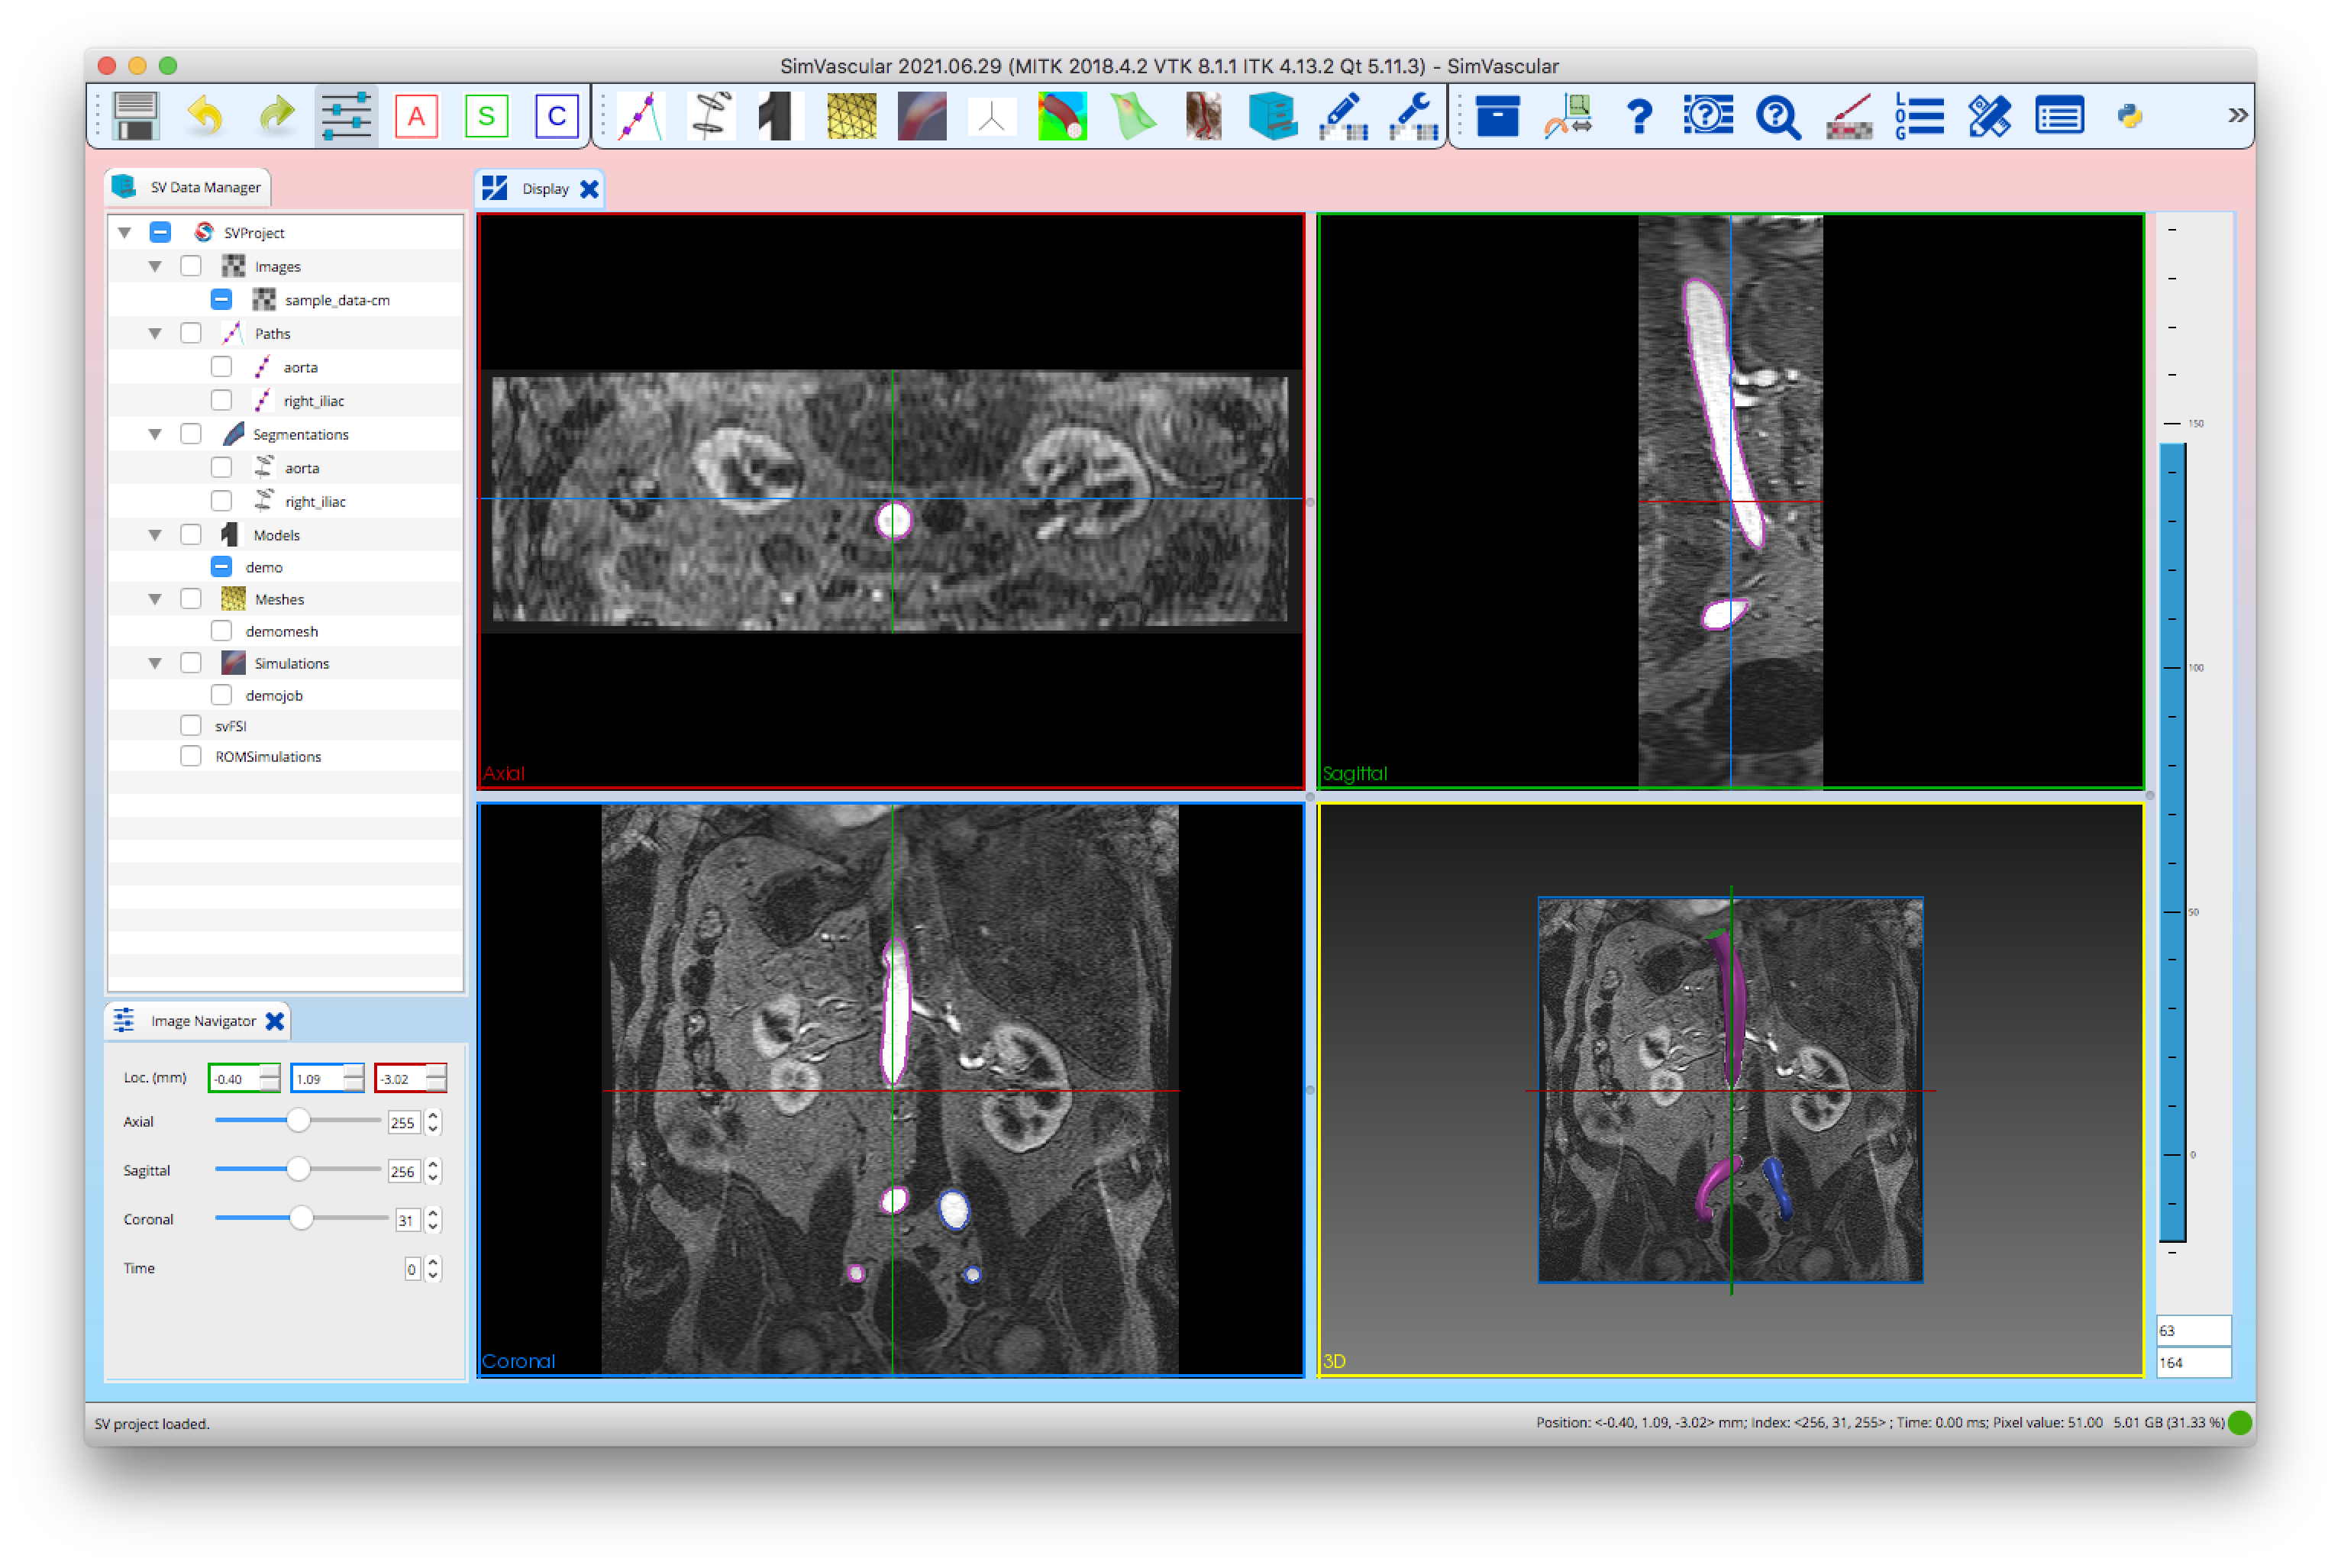 SimVascular 2021.06.29 (MITK 2018.4.2 VTK 8.1.1 ITK 4.13.2 Qt 5.11.3) - SimVascular
A S C LOG »
SV Data Manager
Display
SVProject
Images
sample_data-cm
Paths
aorta
right_iliac
Segmentations
aorta
right_iliac
Models
demo
Meshes
demomesh
Simulations
demojob
svFSI
ROMSimulations
Axial
Sagittal
Coronal
3D
150
100
50
0
63
164
Image Navigator
Loc. (mm) -0.40 1.09 -3.02
Axial 255
Sagittal 256
Coronal 31
Time 0
SV project loaded.
Position: <-0.40, 1.09, -3.02> mm; Index: <256, 31, 255> ; Time: 0.00 ms; Pixel value: 51.00 5.01 GB (31.33 %)